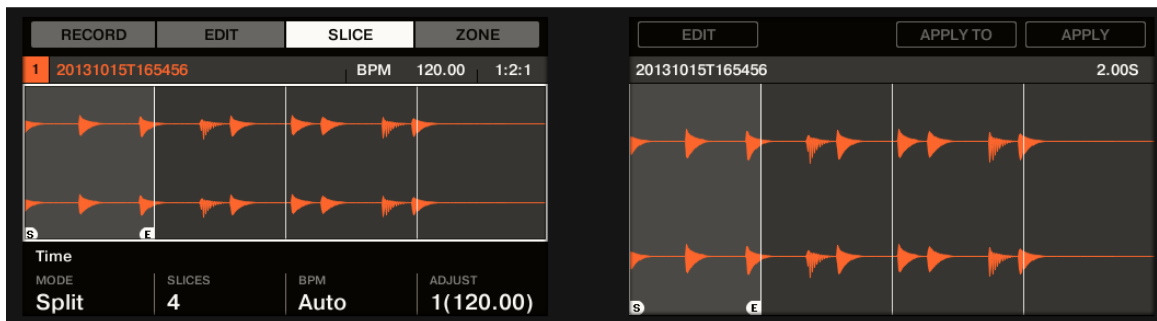 RECORD EDIT SLICE ZONE
1 20131015T165456 BPM 120.00 1:2:1
S E
Time
MODE SLICES BPM ADJUST
Split 4 Auto 1(120.00)
EDIT APPLY TO APPLY
20131015T165456 2.00S
S E